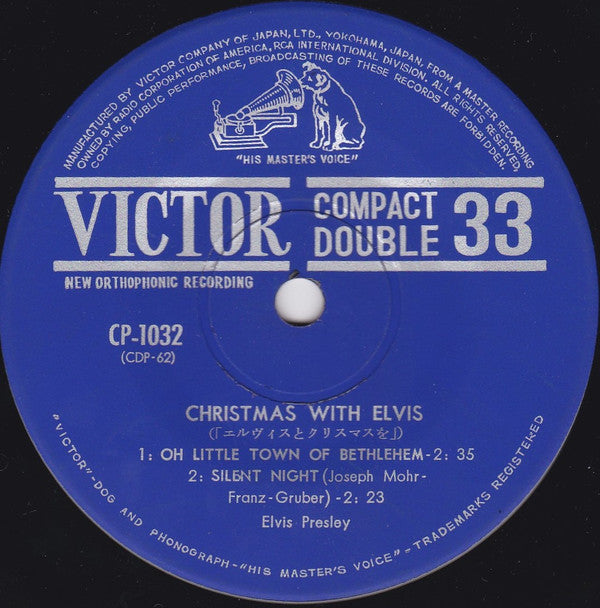 MANUFACTURED BY VICTOR COMPANY OF JAPAN, LTD., YOKOHAMA, JAPAN, FROM A MASTER RECORDING
OWNED BY RADIO CORPORATION OF AMERICA, RCA INTERNATIONAL DIVISION. ALL RIGHTS RESERVED,
COPYING, PUBLIC PERFORMANCE, BROADCASTING OF THESE RECORDS ARE FORBIDDEN.
"HIS MASTER'S VOICE"
VICTOR
COMPACT
DOUBLE 33
NEW ORTHOPHONIC RECORDING
CP-1032
(CDP-62)
CHRISTMAS WITH ELVIS
(「エルヴィスとクリスマスを」)
1: OH LITTLE TOWN OF BETHLEHEM-2: 35
2: SILENT NIGHT (Joseph Mohr-
Franz-Gruber) -2: 23
Elvis Presley
"VICTOR"-DOG AND PHONOGRAPH-"HIS MASTER'S VOICE"-TRADEMARKS REGISTERED